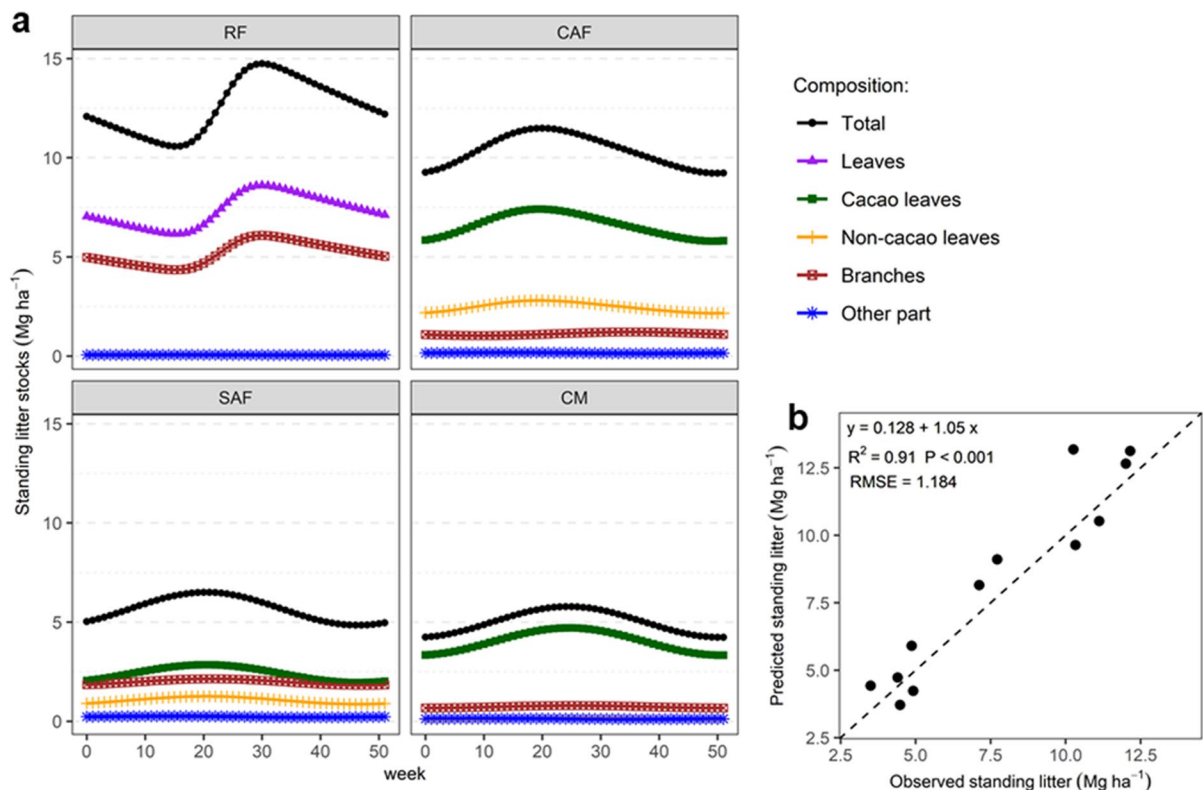 a
RF
CAF
15
10
5
0
Composition:
Total
Leaves
Cacao leaves
Non-cacao leaves
Branches
Other part
Standing litter stocks (Mg ha⁻¹)
SAF
CM
15
10
5
0
0 10 20 30 40 50
0 10 20 30 40 50
week
b
y = 0.128 + 1.05 x
R² = 0.91 P < 0.001
RMSE = 1.184
Predicted standing litter (Mg ha⁻¹)
12.5
10.0
7.5
5.0
2.5
2.5 5.0 7.5 10.0 12.5
Observed standing litter (Mg ha⁻¹)